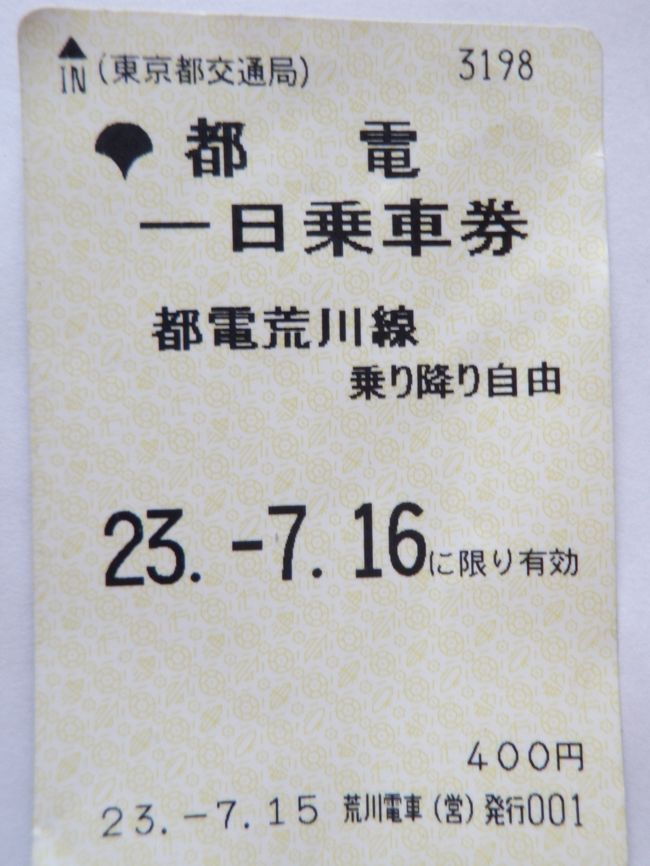 IN (東京都交通局) 3198
都電
一日乗車券
都電荒川線
乗り降り自由
23.-7.16に限り有効
400円
23.-7.15 荒川電車(営)発行001